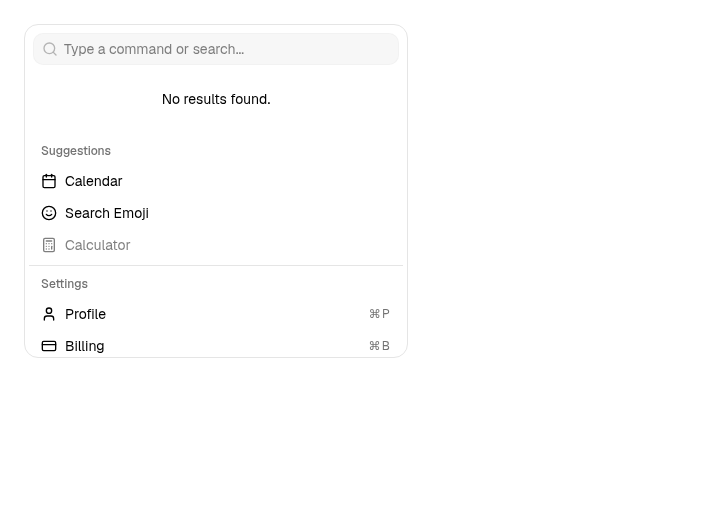 Type a command or search...
No results found.
Suggestions
Calendar
Search Emoji
Calculator
Settings
Profile ⌘P
Billing ⌘B